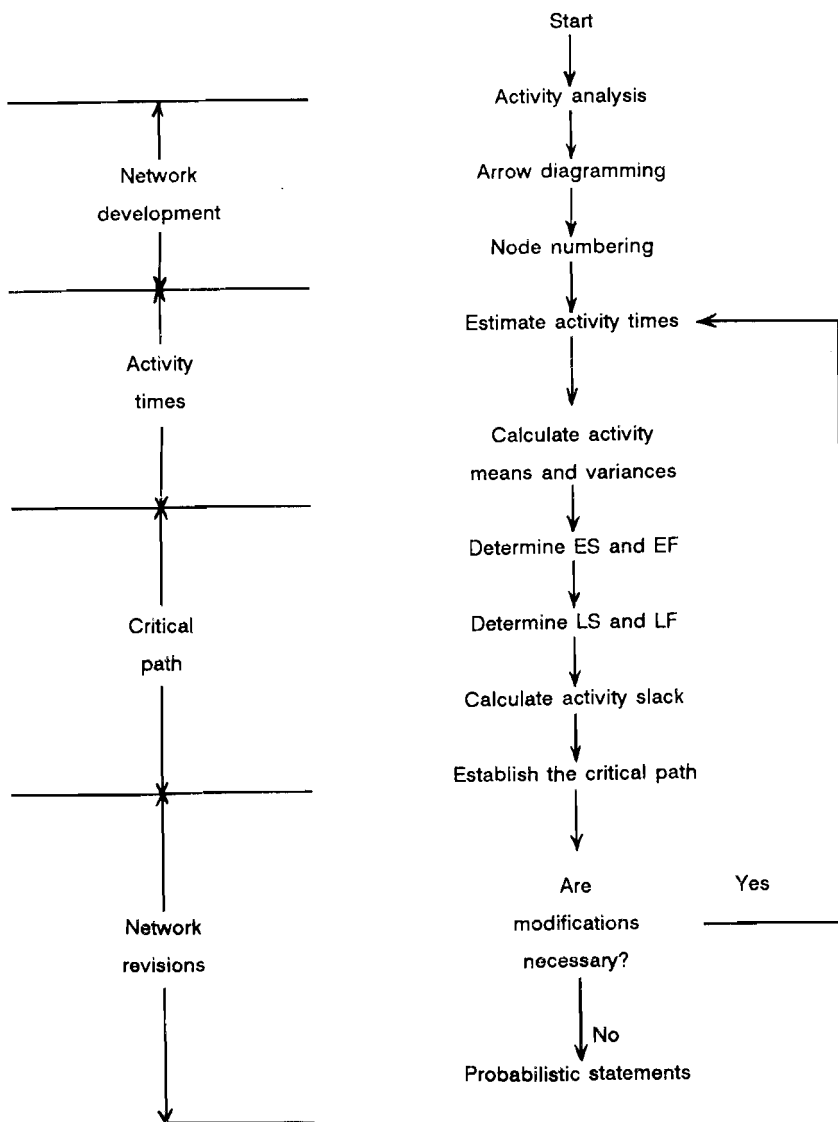 Start
Activity analysis
Arrow diagramming
Node numbering
Estimate activity times
Calculate activity
means and variances
Determine ES and EF
Determine LS and LF
Calculate activity slack
Establish the critical path
Are
modifications
necessary?
Yes
No
Probabilistic statements
Network
development
Activity
times
Critical
path
Network
revisions